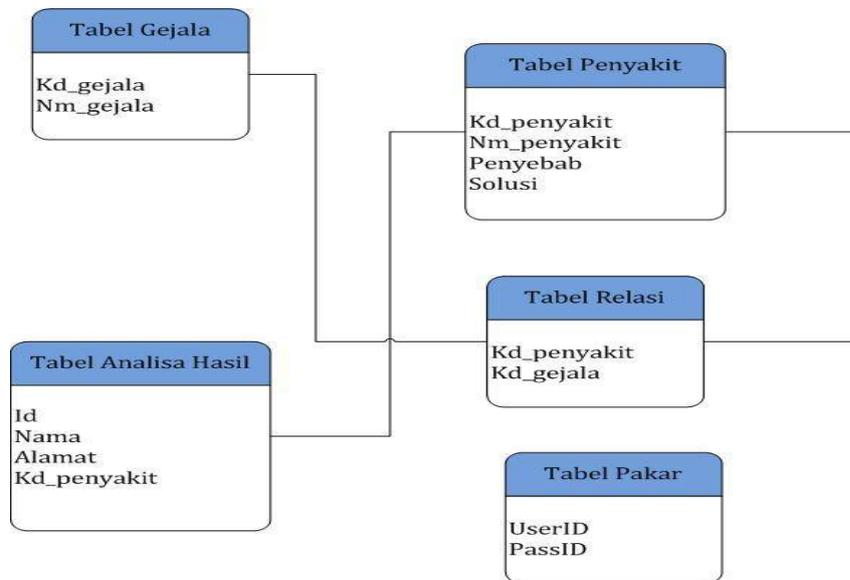 Tabel Gejala
Kd_gejala
Nm_gejala
Tabel Penyakit
Kd_penyakit
Nm_penyakit
Penyebab
Solusi
Tabel Relasi
Kd_penyakit
Kd_gejala
Tabel Analisa Hasil
Id
Nama
Alamat
Kd_penyakit
Tabel Pakar
UserID
PassID